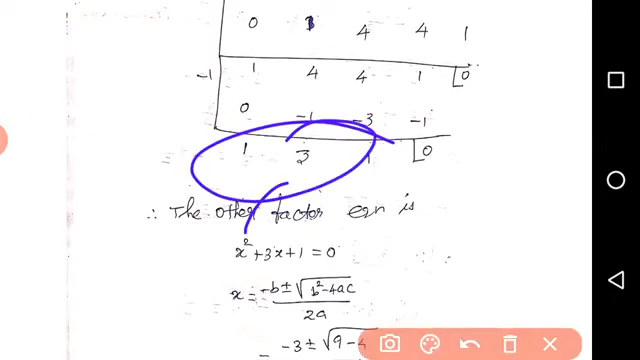 0 1 4 4 1
-1 1 4 4 1 0
0 -1 -3 -1
1 3 1 0
∴ The other factor eqn is
x² + 3x + 1 = 0
x = -b ± √b² - 4ac / 2a
= -3 ± √9 - 4